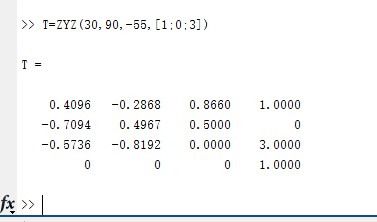 >> T=ZYZ(30,90,-55,[1;0;3])
T =
0.4096 -0.2868 0.8660 1.0000
-0.7094 0.4967 0.5000 0
-0.5736 -0.8192 0.0000 3.0000
0 0 0 1.0000
fx >>